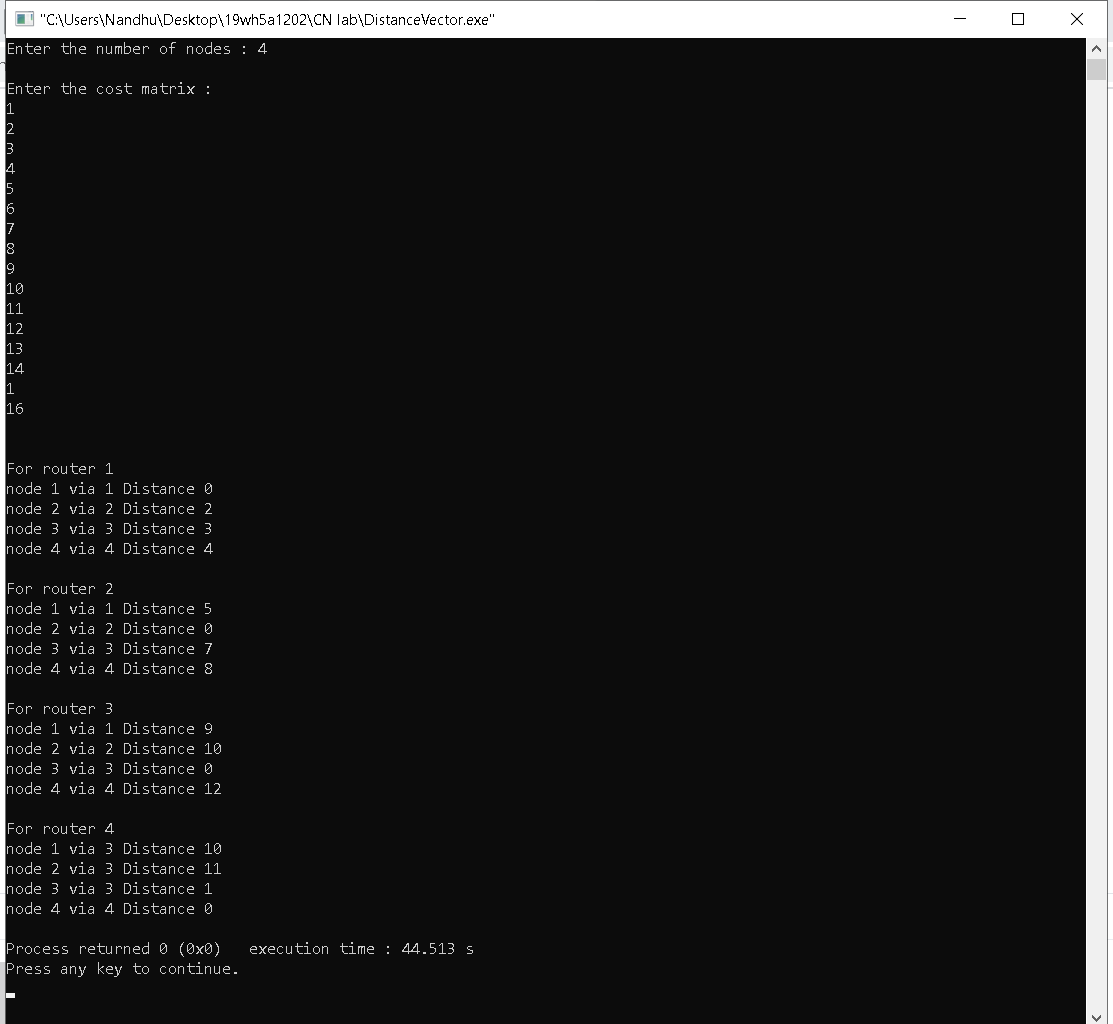 "C:\Users\Nandhu\Desktop\19wh5a1202\CN lab\DistanceVector.exe"
Enter the number of nodes : 4
Enter the cost matrix :
1
2
3
4
5
6
7
8
9
10
11
12
13
14
1
16
For router 1
node 1 via 1 Distance 0
node 2 via 2 Distance 2
node 3 via 3 Distance 3
node 4 via 4 Distance 4
For router 2
node 1 via 1 Distance 5
node 2 via 2 Distance 0
node 3 via 3 Distance 7
node 4 via 4 Distance 8
For router 3
node 1 via 1 Distance 9
node 2 via 2 Distance 10
node 3 via 3 Distance 0
node 4 via 4 Distance 12
For router 4
node 1 via 3 Distance 10
node 2 via 3 Distance 11
node 3 via 3 Distance 1
node 4 via 4 Distance 0
Process returned 0 (0x0)   execution time : 44.513 s
Press any key to continue.